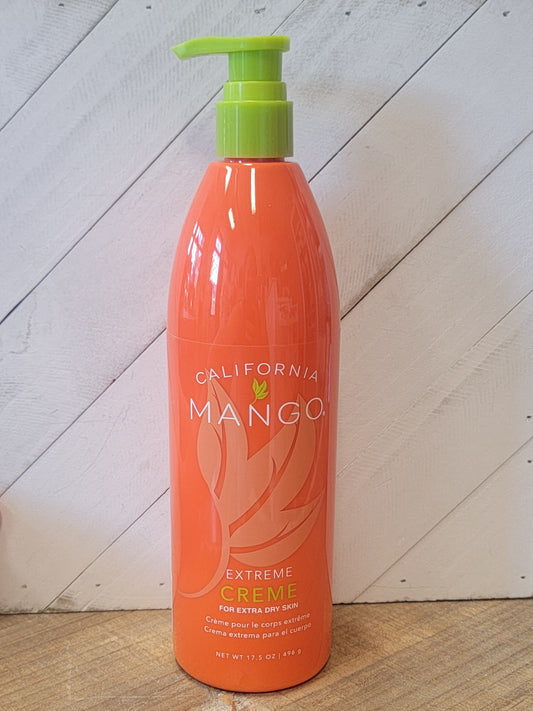 CALIFORNIA
MANGO®
EXTREME
CREME
FOR EXTRA DRY SKIN
Crème pour le corps extrême
Crema extrema para el cuerpo
NET WT 17.5 OZ | 496 g